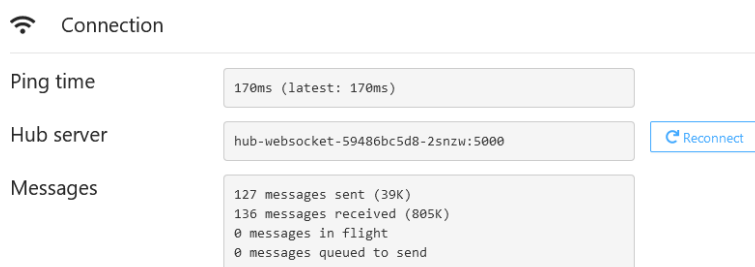 Connection
Ping time
170ms (latest: 170ms)
Hub server
hub-websocket-59486bc5d8-2snzw:5000
Reconnect
Messages
127 messages sent (39K)
136 messages received (805K)
0 messages in flight
0 messages queued to send